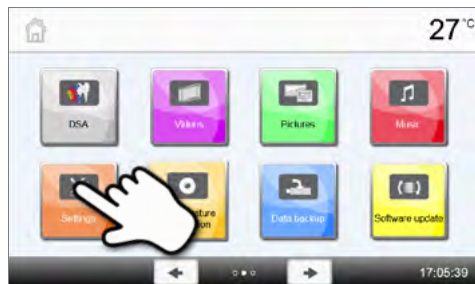 27 °C
DSA
Videos
Pictures
Music
Settings
Data backup
Software update
17:05:39